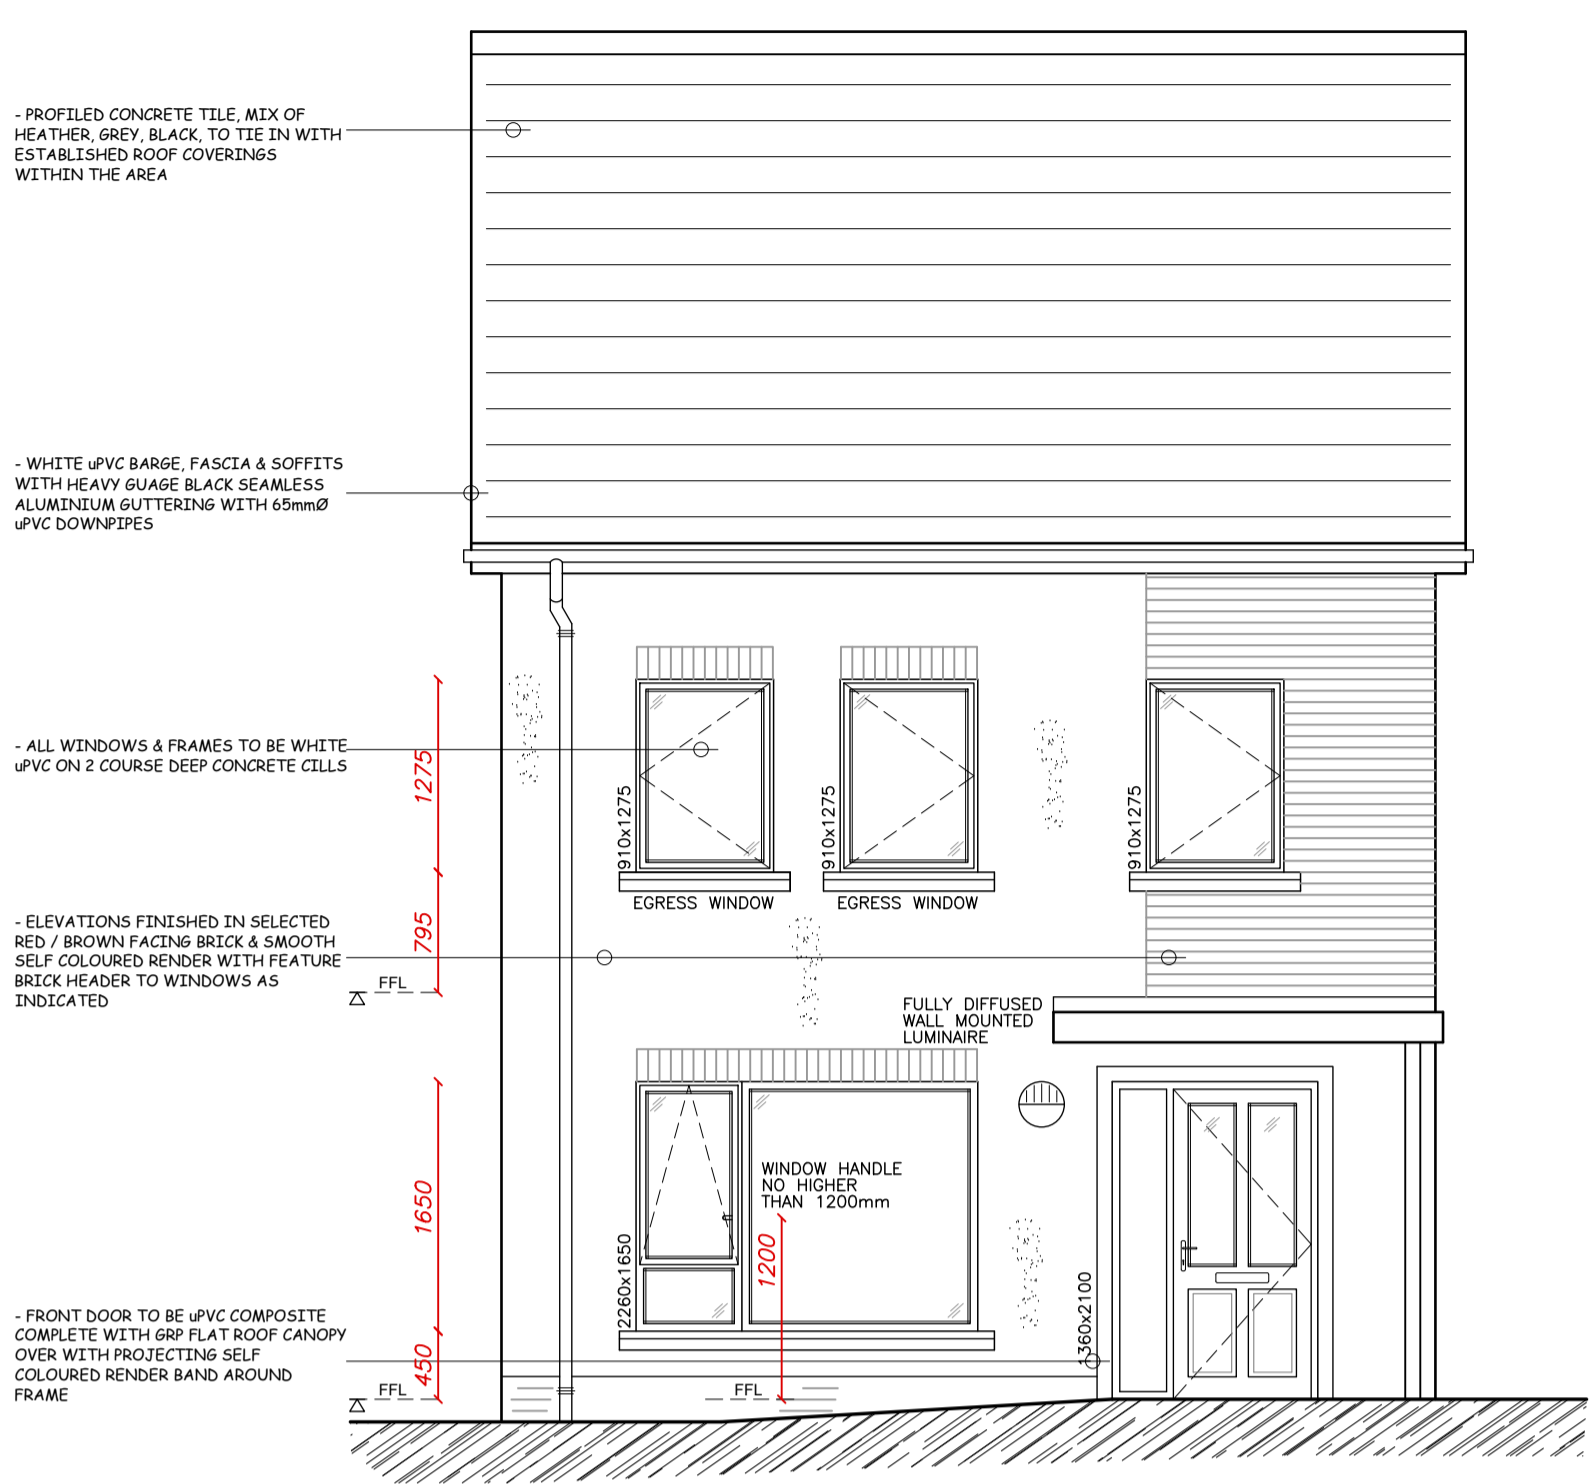 - PROFILED CONCRETE TILE, MIX OF
HEATHER, GREY, BLACK, TO TIE IN WITH
ESTABLISHED ROOF COVERINGS
WITHIN THE AREA
- WHITE uPVC BARGE, FASCIA & SOFFITS
WITH HEAVY GUAGE BLACK SEAMLESS
ALUMINIUM GUTTERING WITH 65mmØ
uPVC DOWNPIPES
- ALL WINDOWS & FRAMES TO BE WHITE
uPVC ON 2 COURSE DEEP CONCRETE CILLS
1275
910x1275
910x1275
910x1275
EGRESS WINDOW
EGRESS WINDOW
795
- ELEVATIONS FINISHED IN SELECTED
RED / BROWN FACING BRICK & SMOOTH
SELF COLOURED RENDER WITH FEATURE
BRICK HEADER TO WINDOWS AS
INDICATED
FFL
FULLY DIFFUSED
WALL MOUNTED
LUMINAIRE
WINDOW HANDLE
NO HIGHER
THAN 1200mm
1650
1200
2260x1650
1360x2100
- FRONT DOOR TO BE uPVC COMPOSITE
COMPLETE WITH GRP FLAT ROOF CANOPY
OVER WITH PROJECTING SELF
COLOURED RENDER BAND AROUND
FRAME
450
FFL
FFL